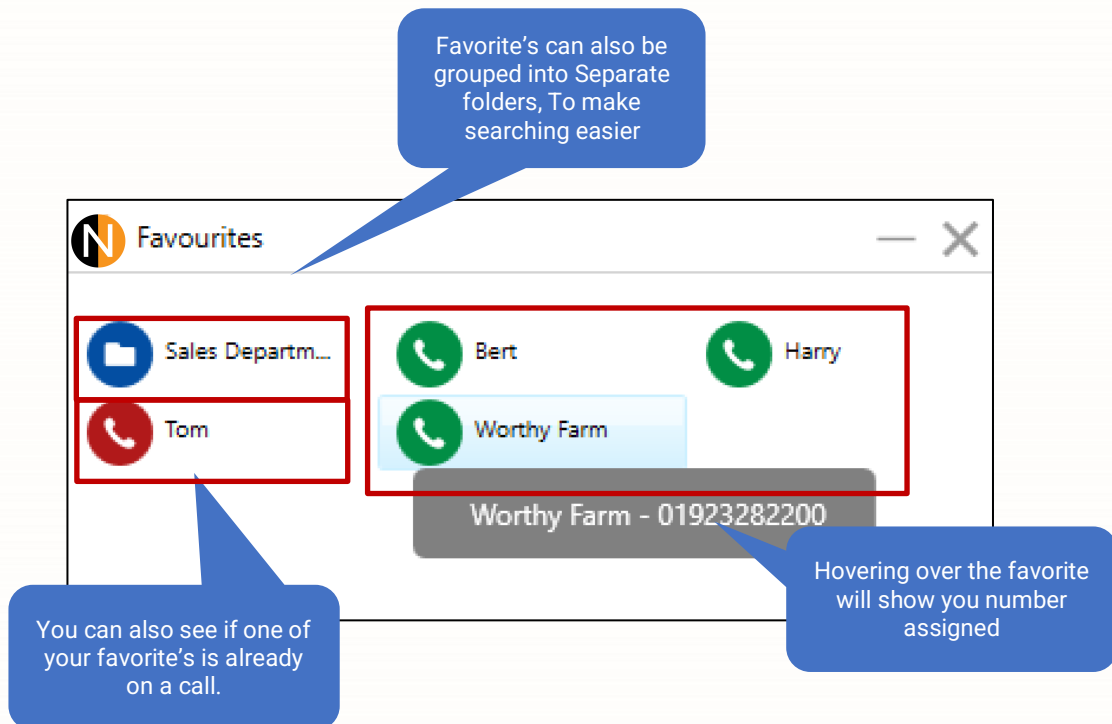 Favorite's can also be
grouped into Separate
folders, To make
searching easier
N
Favourites
Sales Departm...
Bert
Harry
Tom
Worthy Farm
Worthy Farm - 01923282200
Hovering over the favorite
will show you number
assigned
You can also see if one of
your favorite's is already
on a call.